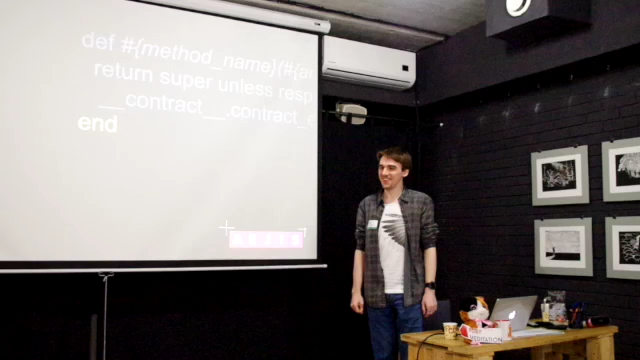 def #{method_name}(#{a
return super unless resp
__contract__.contract_
end